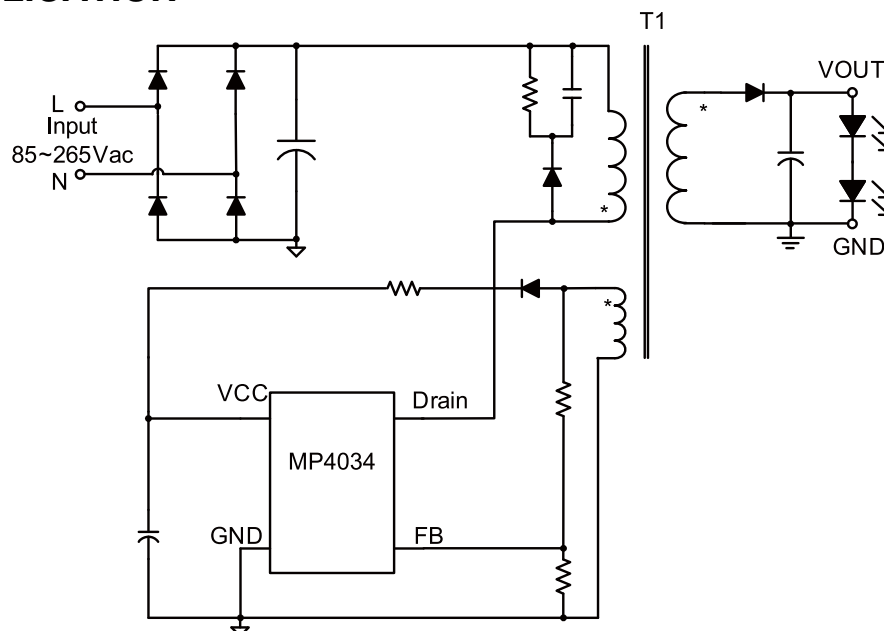 T1
VOUT
L
Input
85~265Vac
N
*
*
GND
*
VCC
Drain
MP4034
GND
FB